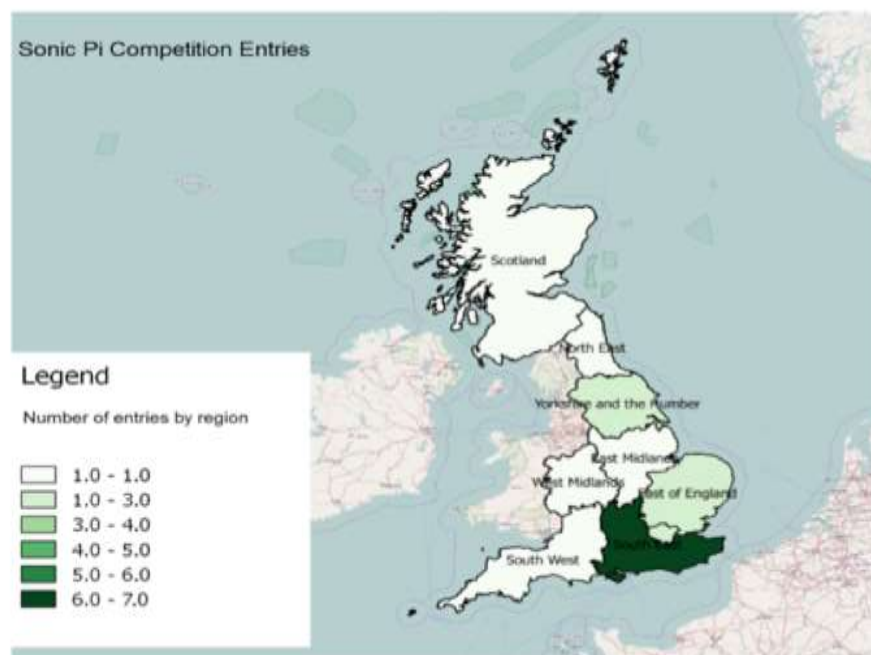 Sonic Pi Competition Entries
Scotland
North East
Yorkshire and the Humber
East Midlands
West Midlands
East of England
South East
South West
Legend
Number of entries by region
1.0 - 1.0
1.0 - 3.0
3.0 - 4.0
4.0 - 5.0
5.0 - 6.0
6.0 - 7.0